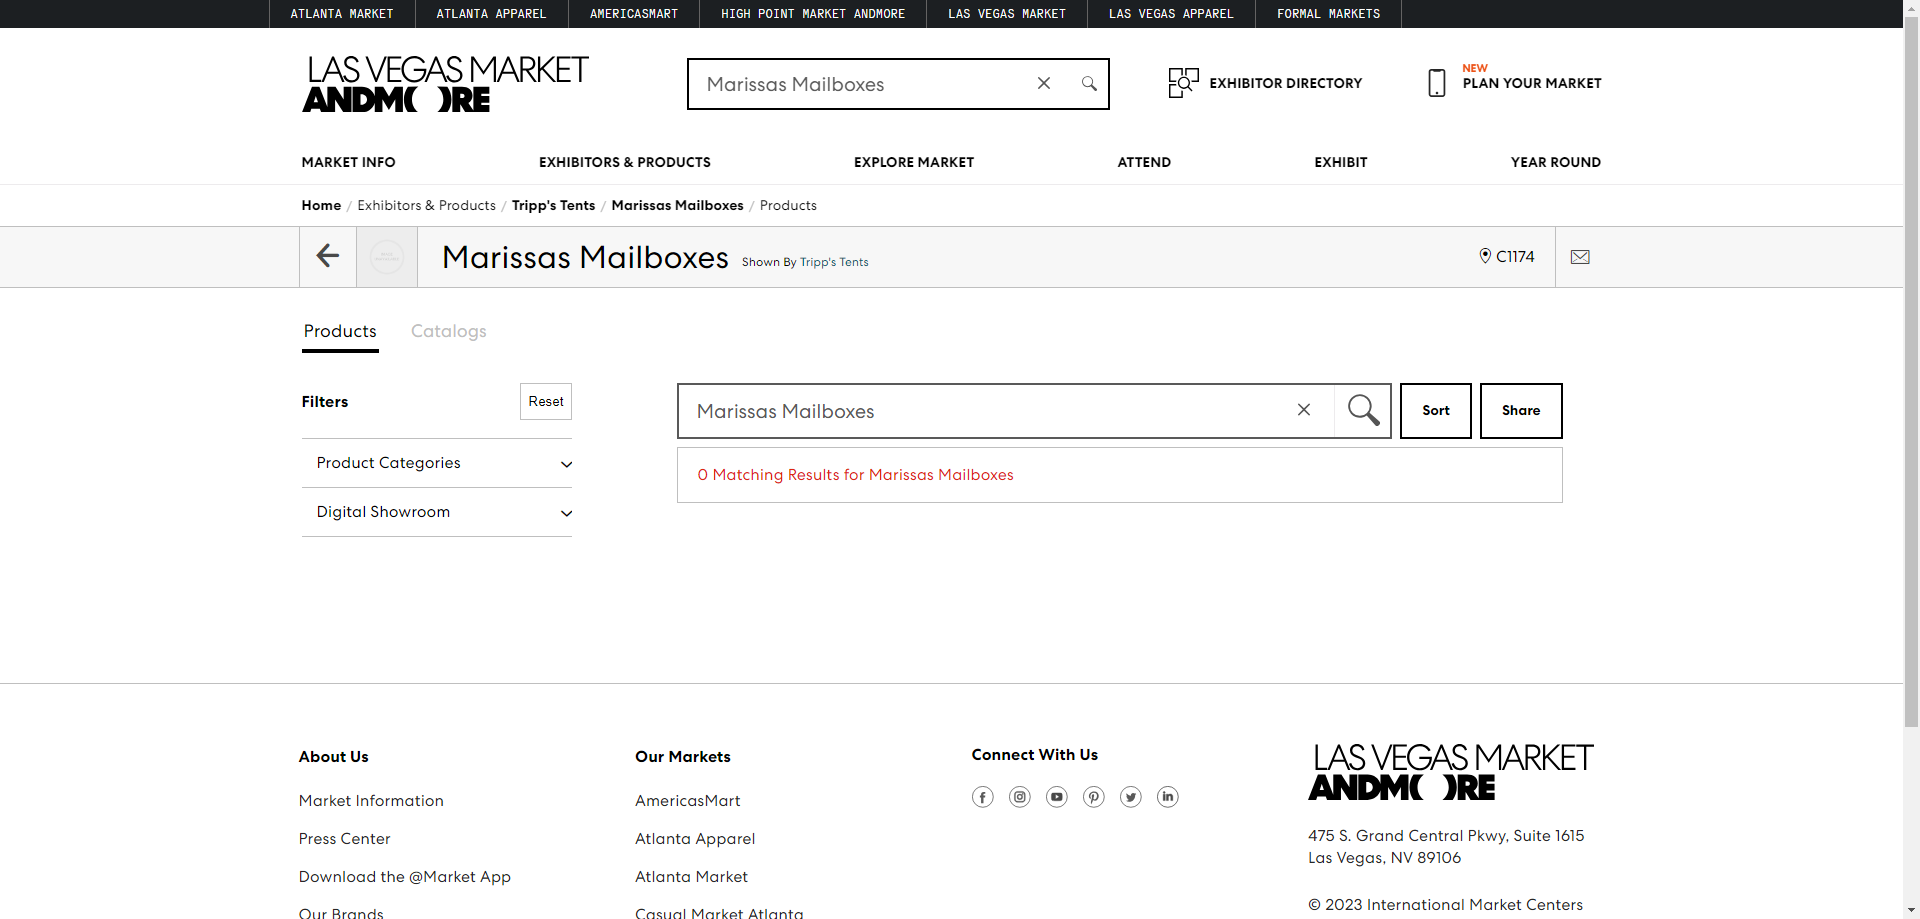 ATLANTA MARKET
ATLANTA APPAREL
AMERICASMART
HIGH POINT MARKET ANDMORE
LAS VEGAS MARKET
LAS VEGAS APPAREL
FORMAL MARKETS
LAS VEGAS MARKET
ANDM( )RE
Marissas Mailboxes
EXHIBITOR DIRECTORY
NEW
PLAN YOUR MARKET
MARKET INFO
EXHIBITORS & PRODUCTS
EXPLORE MARKET
ATTEND
EXHIBIT
YEAR ROUND
Home / Exhibitors & Products / Tripp's Tents / Marissas Mailboxes / Products
Marissas Mailboxes Shown By Tripp's Tents
C1174
Products
Catalogs
Filters
Reset
Product Categories
Digital Showroom
Marissas Mailboxes
Sort
Share
0 Matching Results for Marissas Mailboxes
About Us
Market Information
Press Center
Download the @Market App
Our Brands
Our Markets
AmericasMart
Atlanta Apparel
Atlanta Market
Casual Market Atlanta
Connect With Us
LAS VEGAS MARKET
ANDM( )RE
475 S. Grand Central Pkwy, Suite 1615
Las Vegas, NV 89106
© 2023 International Market Centers